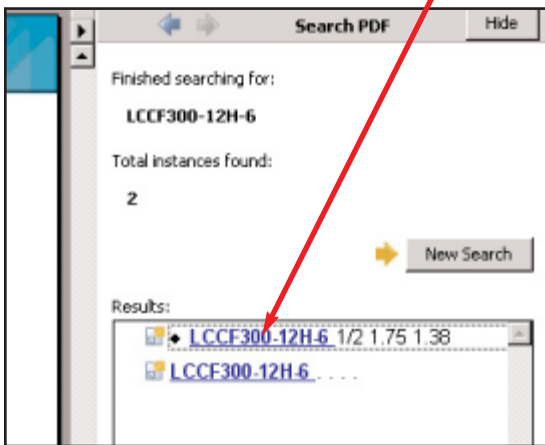 Search PDF Hide
Finished searching for:
LCCF300-12H-6
Total instances found:
2
New Search
Results:
◆ LCCF300-12H-6 1/2 1.75 1.38
LCCF300-12H-6 . . . .